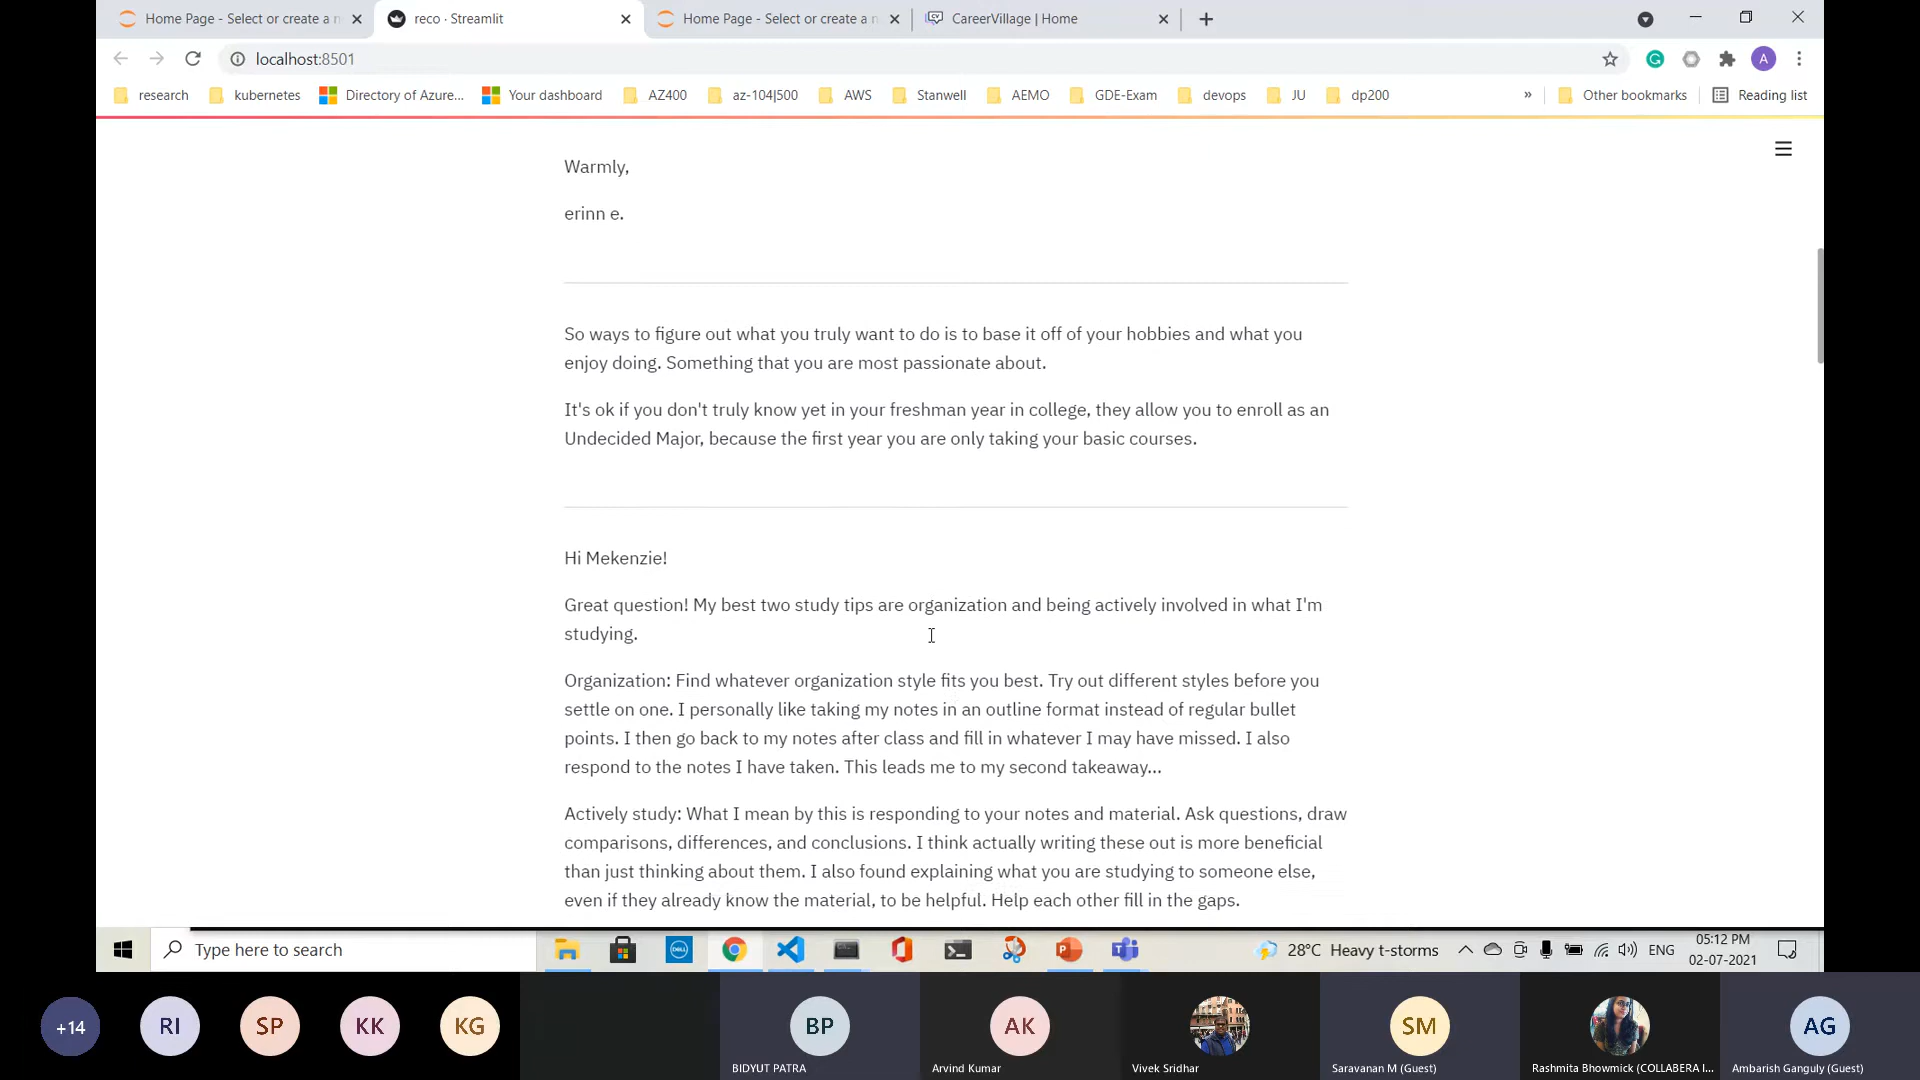 Home Page - Select or create a n
reco · Streamlit
Home Page - Select or create a n
CareerVillage | Home
localhost:8501
A
research
kubernetes
Directory of Azure...
Your dashboard
AZ400
az-104|500
AWS
Stanwell
AEMO
GDE-Exam
devops
JU
dp200
»
Other bookmarks
Reading list
Warmly,
erinn e.
So ways to figure out what you truly want to do is to base it off of your hobbies and what you
enjoy doing. Something that you are most passionate about.
It's ok if you don't truly know yet in your freshman year in college, they allow you to enroll as an
Undecided Major, because the first year you are only taking your basic courses.
Hi Mekenzie!
Great question! My best two study tips are organization and being actively involved in what I'm
studying.
Organization: Find whatever organization style fits you best. Try out different styles before you
settle on one. I personally like taking my notes in an outline format instead of regular bullet
points. I then go back to my notes after class and fill in whatever I may have missed. I also
respond to the notes I have taken. This leads me to my second takeaway...
Actively study: What I mean by this is responding to your notes and material. Ask questions, draw
comparisons, differences, and conclusions. I think actually writing these out is more beneficial
than just thinking about them. I also found explaining what you are studying to someone else,
even if they already know the material, to be helpful. Help each other fill in the gaps.
Type here to search
28°C Heavy t-storms
ENG
05:12 PM
02-07-2021
+14
RI
SP
KK
KG
BP
BIDYUT PATRA
AK
Arvind Kumar
Vivek Sridhar
SM
Saravanan M (Guest)
Rashmita Bhowmick (COLLABERA I...
AG
Ambarish Ganguly (Guest)